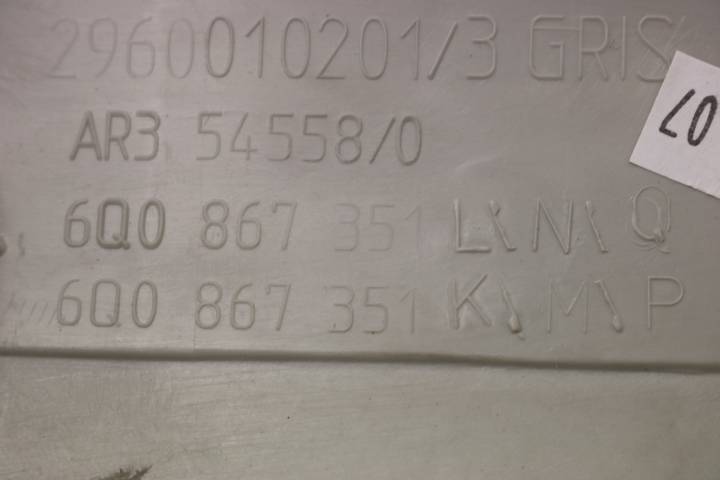 2960010201/3 GRIS
AR3 54558/0
6Q0 867 351 L\N\Q
6Q0 867 351 K\M\P
07